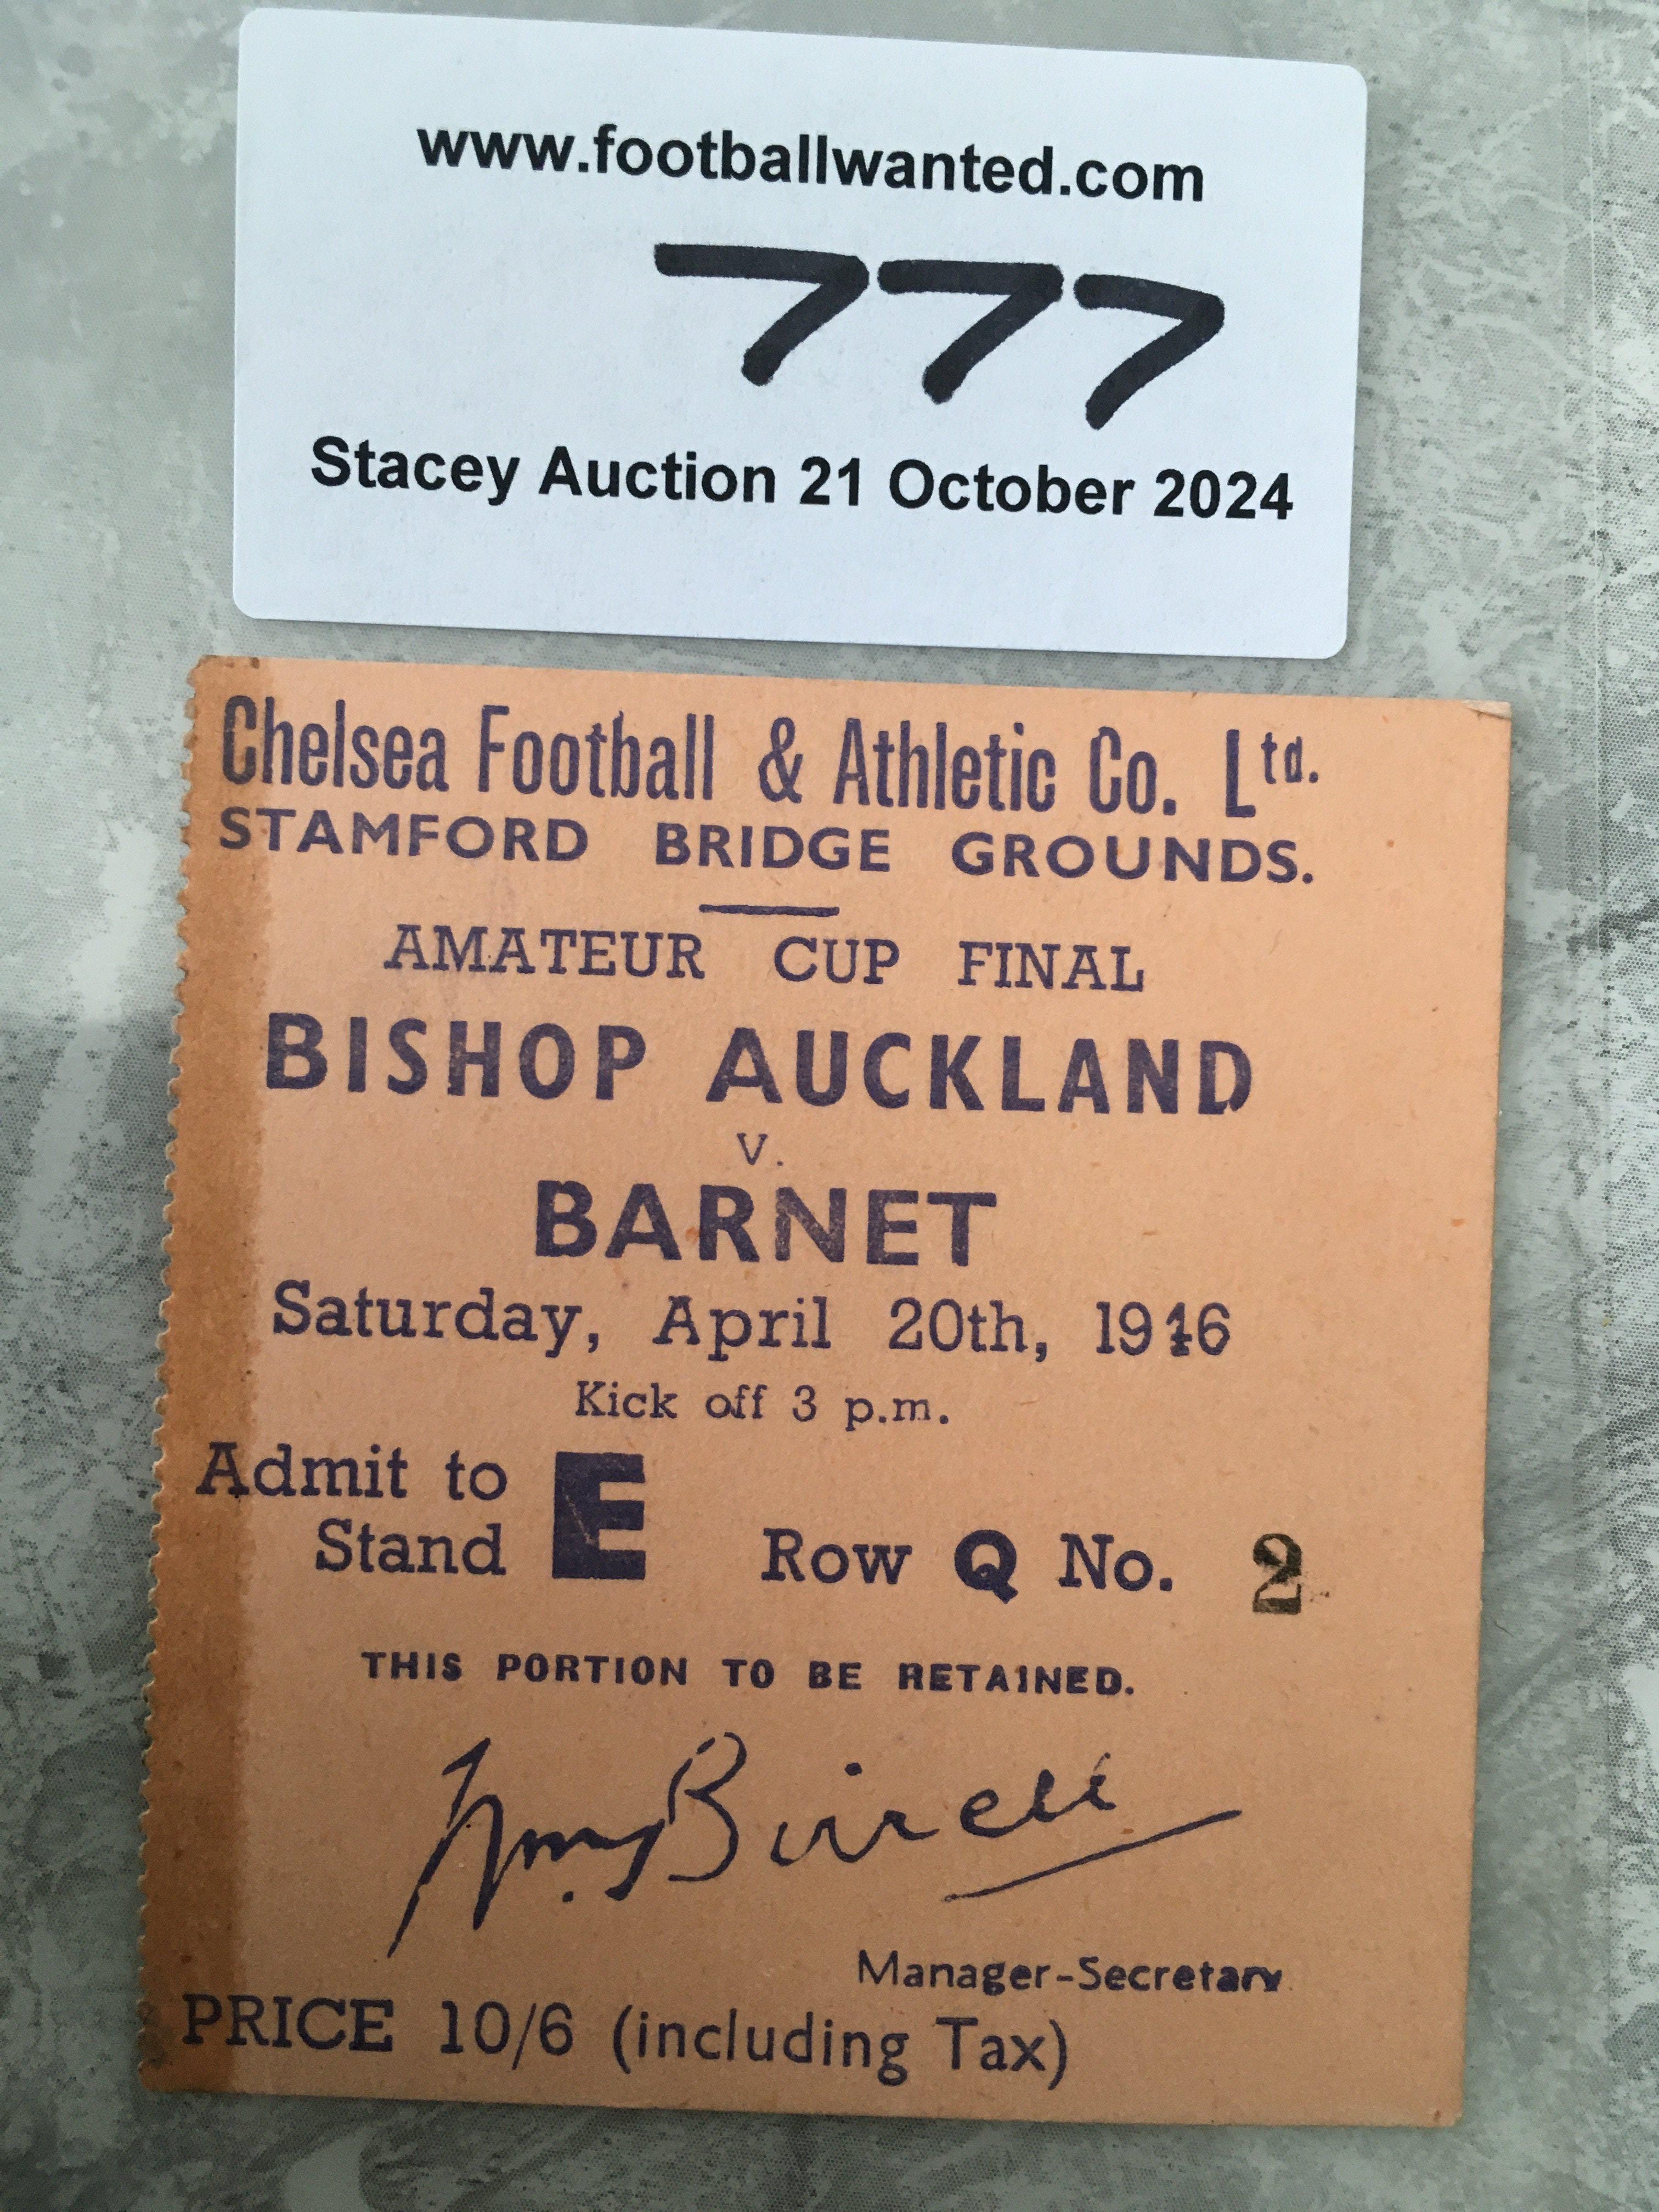 www.footballwanted.com
777
Stacey Auction 21 October 2024
Chelsea Football & Athletic Co. Ltd.
STAMFORD BRIDGE GROUNDS.
AMATEUR CUP FINAL
BISHOP AUCKLAND
v.
BARNET
Saturday, April 20th, 1946
Kick off 3 p.m.
Admit to
Stand E Row Q No. 2
THIS PORTION TO BE RETAINED.
Wm. J. Birrell
Manager-Secretary
PRICE 10/6 (including Tax)